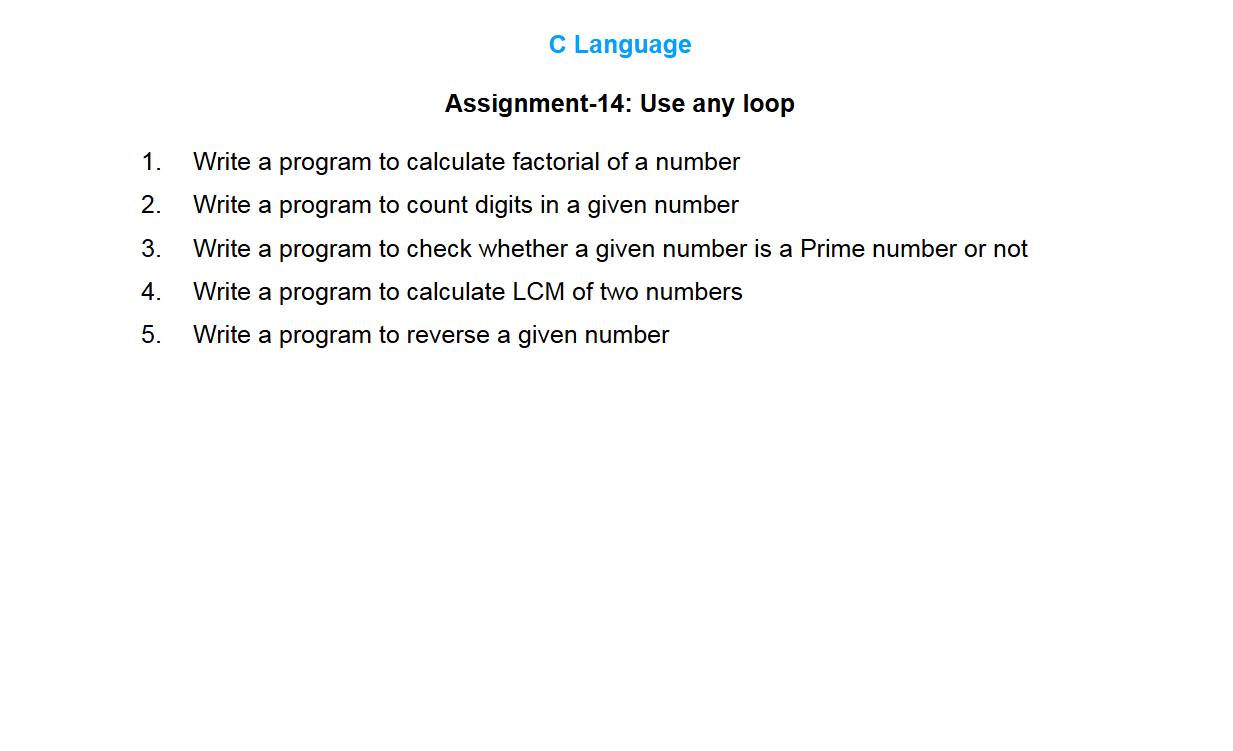 C Language
Assignment-14: Use any loop
1. Write a program to calculate factorial of a number
2. Write a program to count digits in a given number
3. Write a program to check whether a given number is a Prime number or not
4. Write a program to calculate LCM of two numbers
5. Write a program to reverse a given number